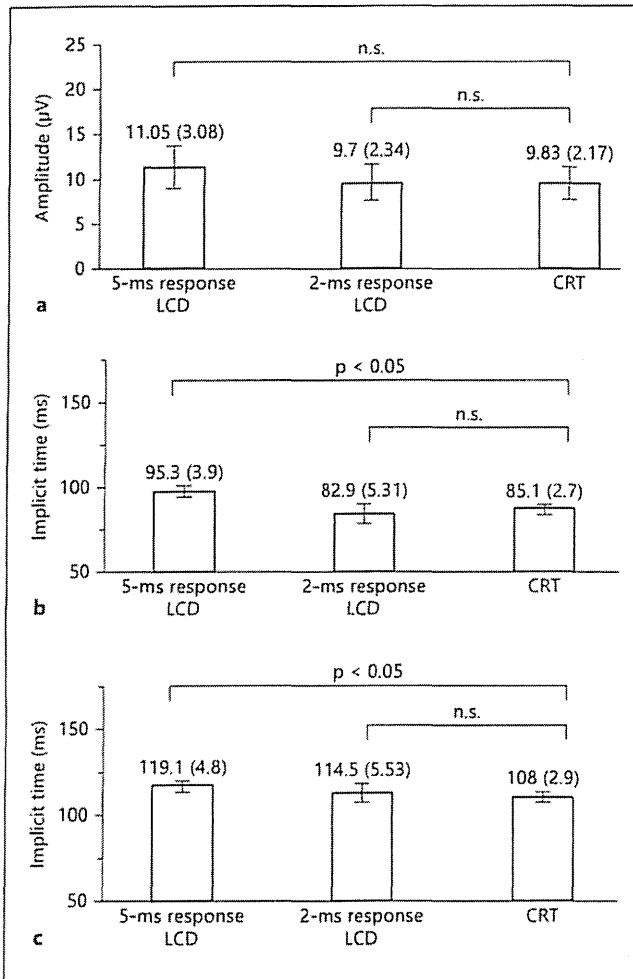 n.s.
n.s.
25
20
15
10
5
0
Amplitude (µV)
11.05 (3.08)
9.7 (2.34)
9.83 (2.17)
5-ms response LCD
2-ms response LCD
CRT
a
p < 0.05
n.s.
150
100
50
Implicit time (ms)
95.3 (3.9)
82.9 (5.31)
85.1 (2.7)
5-ms response LCD
2-ms response LCD
CRT
b
p < 0.05
n.s.
150
100
50
Implicit time (ms)
119.1 (4.8)
114.5 (5.53)
108 (2.9)
5-ms response LCD
2-ms response LCD
CRT
c